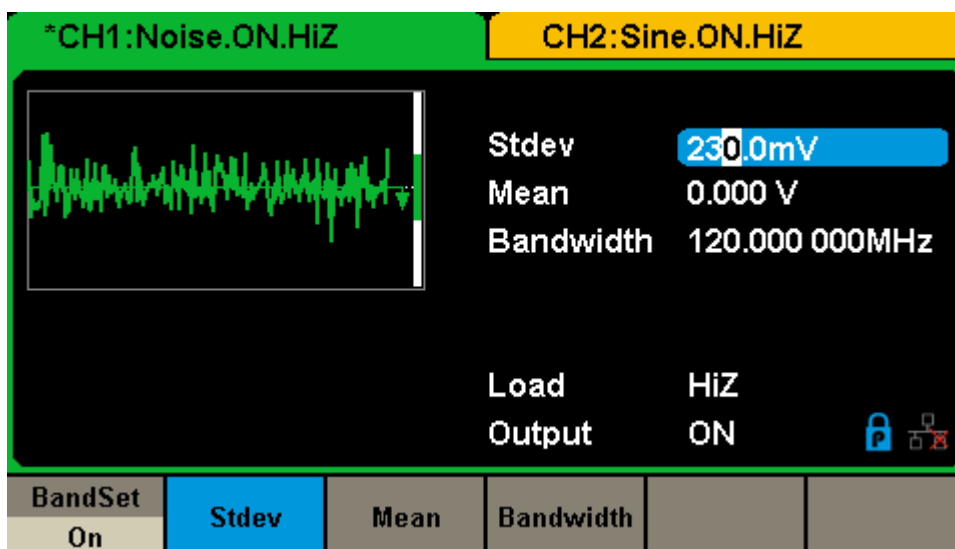 *CH1:Noise.ON.HiZ CH2:Sine.ON.HiZ
Stdev 230.0mV
Mean 0.000 V
Bandwidth 120.000 000MHz
Load HiZ
Output ON P
BandSet Stdev Mean Bandwidth
On